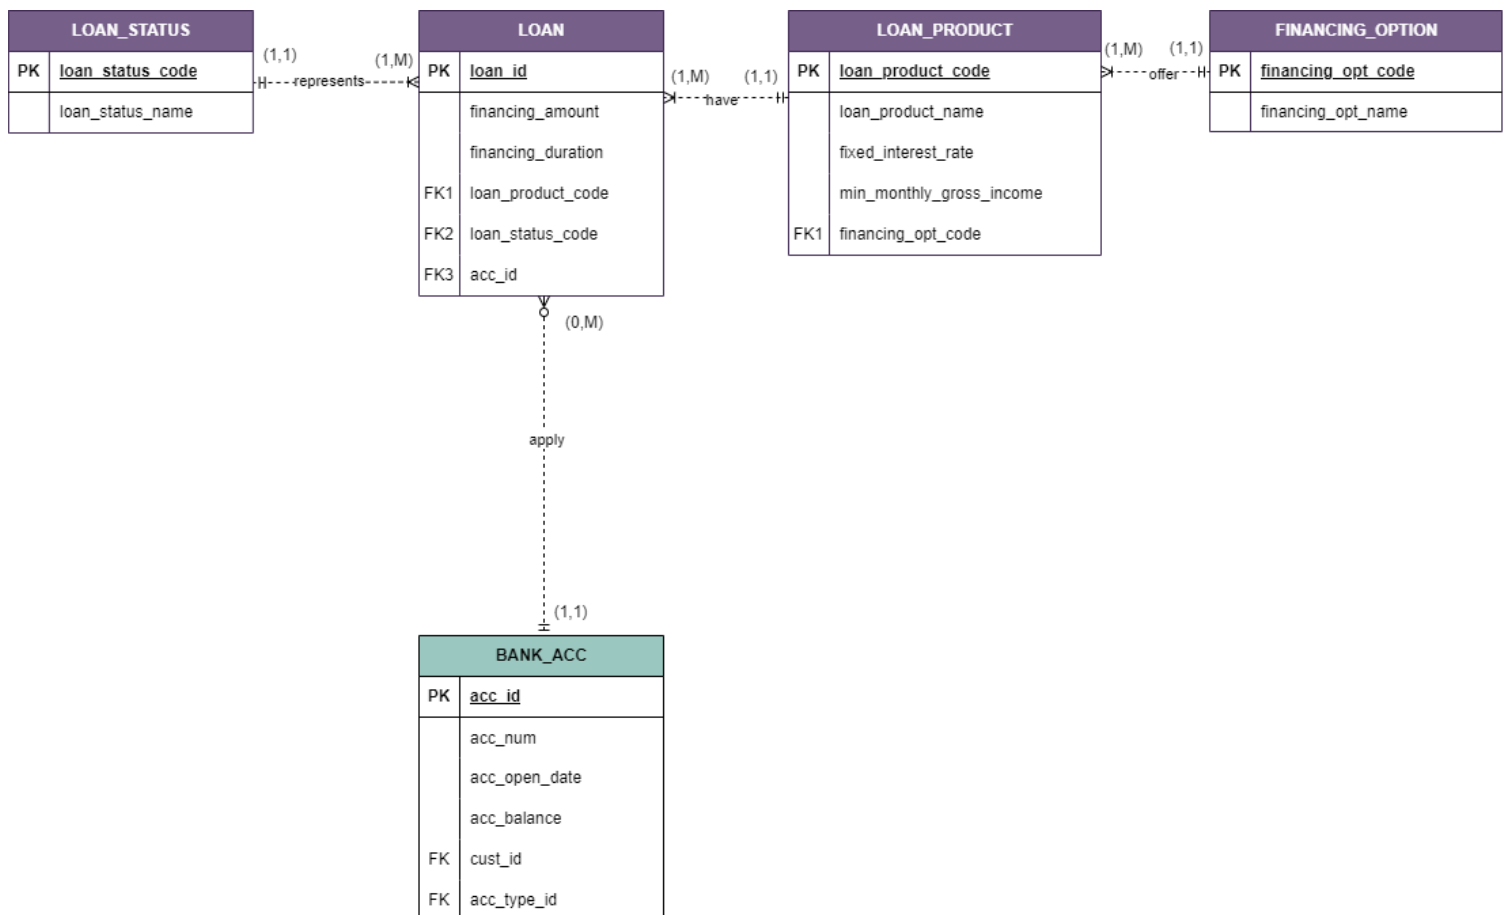 LOAN_STATUS
PK loan_status_code
loan_status_name
(1,1)
represents
(1,M)
LOAN
PK loan_id
financing_amount
financing_duration
FK1 loan_product_code
FK2 loan_status_code
FK3 acc_id
(1,M)
have
(1,1)
LOAN_PRODUCT
PK loan_product_code
loan_product_name
fixed_interest_rate
min_monthly_gross_income
FK1 financing_opt_code
(1,M)
offer
(1,1)
FINANCING_OPTION
PK financing_opt_code
financing_opt_name
(0,M)
apply
(1,1)
BANK_ACC
PK acc_id
acc_num
acc_open_date
acc_balance
FK cust_id
FK acc_type_id